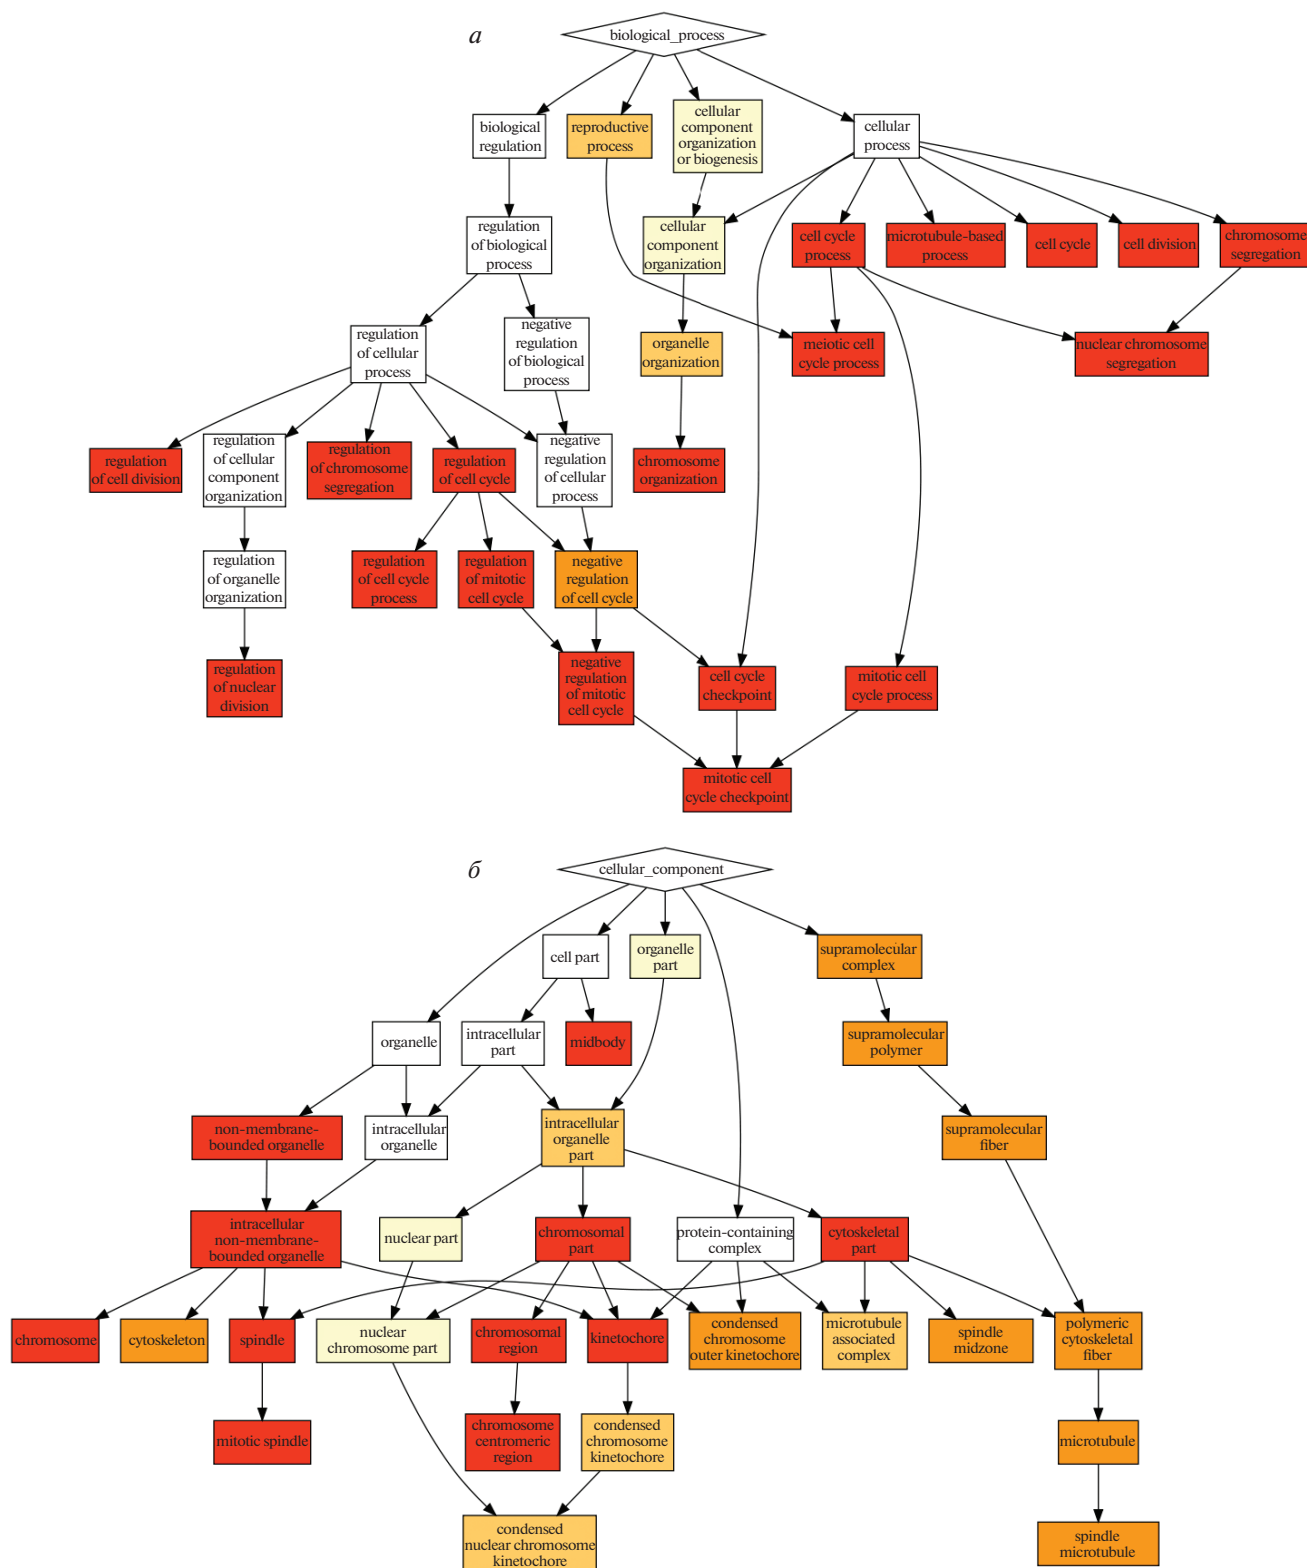 а
biological_process
biological
regulation
reproductive
process
cellular
component
organization
or biogenesis
cellular
process
regulation
of biological
process
cellular
component
organization
cell cycle
process
microtubule-based
process
cell cycle
cell division
chromosome
segregation
regulation
of cellular
process
negative
regulation
of biological
process
organelle
organization
meiotic cell
cycle process
nuclear chromosome
segregation
regulation
of cell division
regulation
of cellular
component
organization
regulation
of chromosome
segregation
regulation
of cell cycle
negative
regulation
of cellular
process
chromosome
organization
regulation
of organelle
organization
regulation
of cell cycle
process
regulation
of mitotic
cell cycle
negative
regulation
of cell cycle
regulation
of nuclear
division
negative
regulation
of mitotic
cell cycle
cell cycle
checkpoint
mitotic cell
cycle process
mitotic cell
cycle checkpoint
б
cellular_component
cell part
organelle
part
supramolecular
complex
organelle
intracellular
part
midbody
supramolecular
polymer
non-membrane-
bounded organelle
intracellular
organelle
intracellular
organelle
part
supramolecular
fiber
intracellular
non-membrane-
bounded organelle
nuclear part
chromosomal
part
protein-containing
complex
cytoskeletal
part
chromosome
cytoskeleton
spindle
nuclear
chromosome part
chromosomal
region
kinetochore
condensed
chromosome
outer kinetochore
microtubule
associated
complex
spindle
midzone
polymeric
cytoskeletal
fiber
mitotic spindle
chromosome
centromeric
region
condensed
chromosome
kinetochore
microtubule
condensed
nuclear chromosome
kinetochore
spindle
microtubule